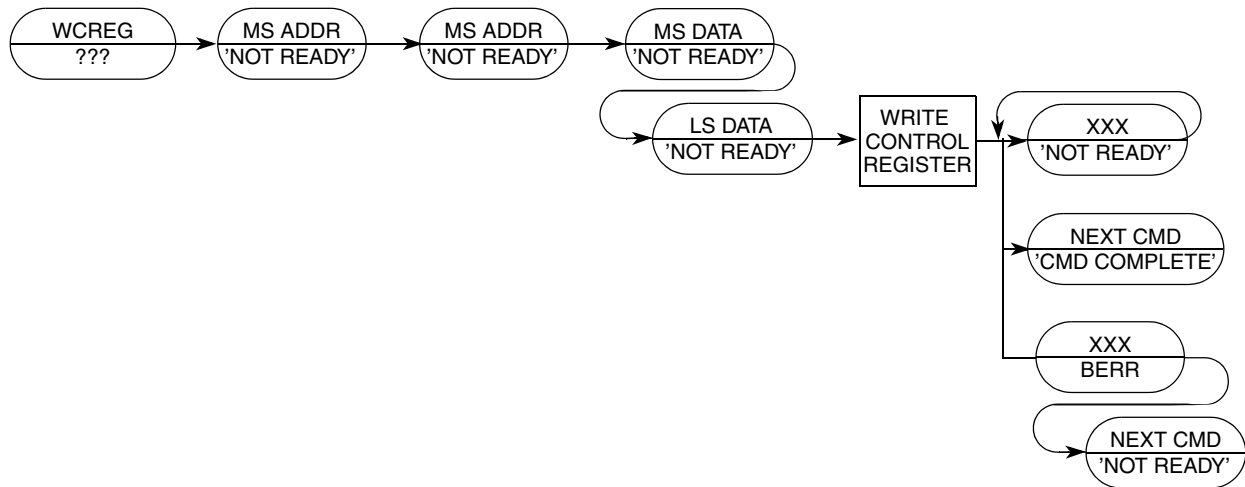 WCREG
???
MS ADDR
'NOT READY'
MS ADDR
'NOT READY'
MS DATA
'NOT READY'
LS DATA
'NOT READY'
WRITE
CONTROL
REGISTER
XXX
'NOT READY'
NEXT CMD
'CMD COMPLETE'
XXX
BERR
NEXT CMD
'NOT READY'